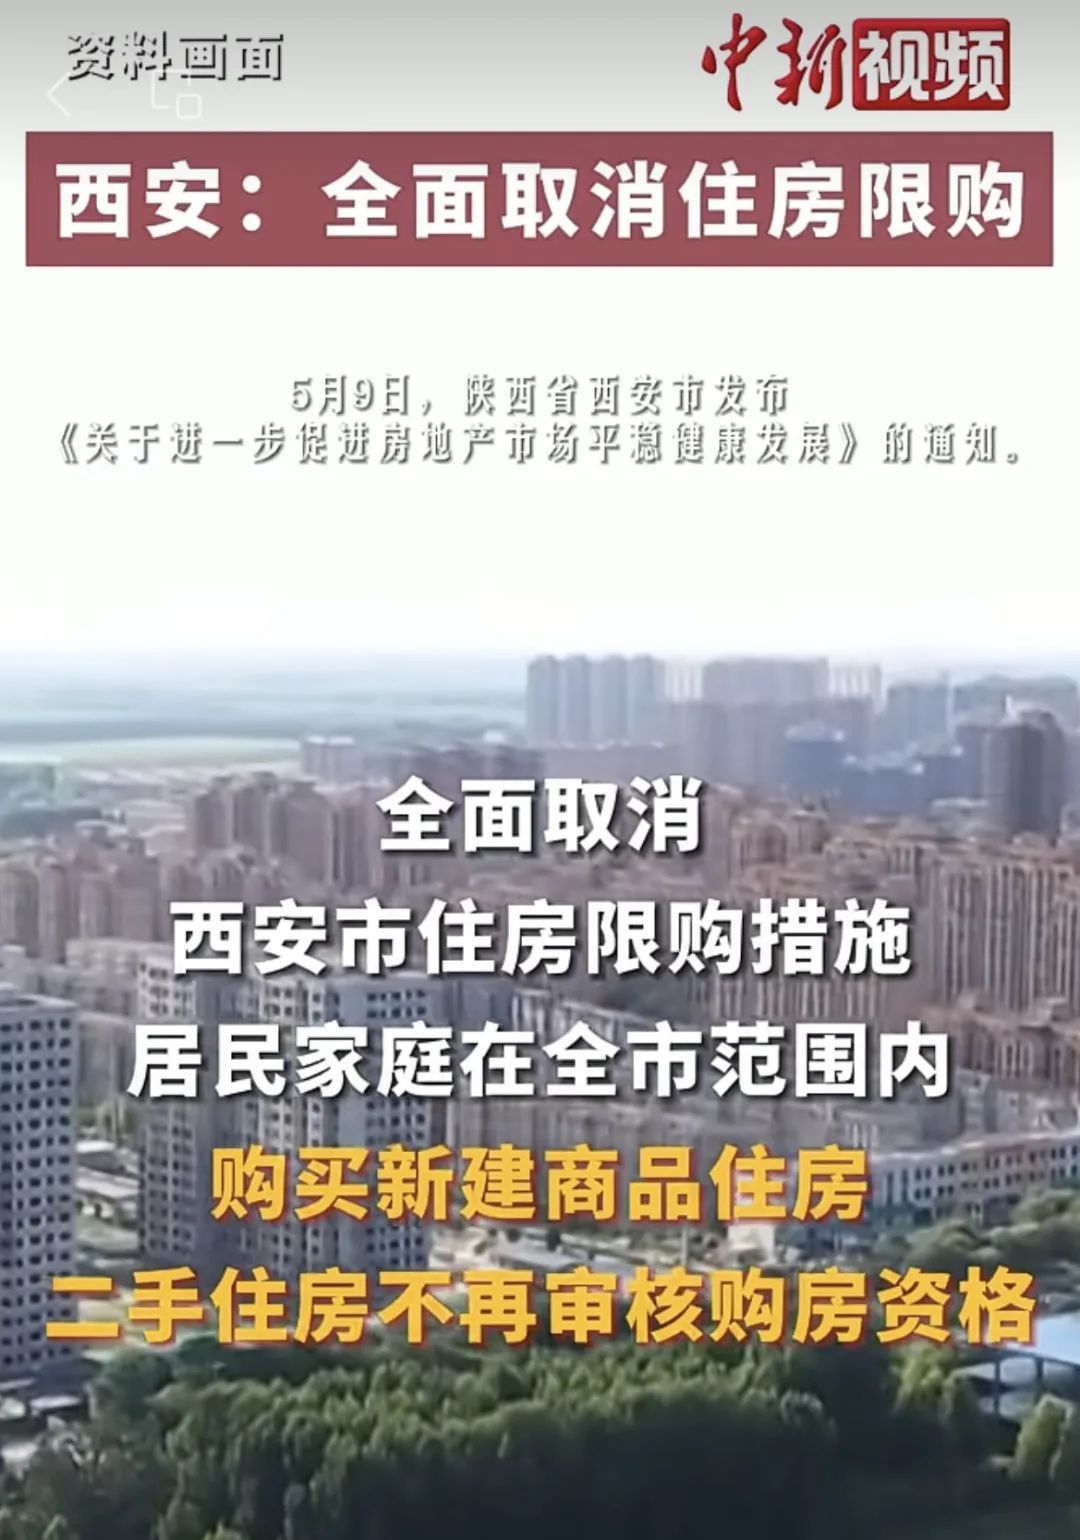 资料画面
中新视频
西安：全面取消住房限购
5月9日，陕西省西安市发布
《关于进一步促进房地产市场平稳健康发展》的通知。
全面取消
西安市住房限购措施
居民家庭在全市范围内
购买新建商品住房
二手住房不再审核购房资格